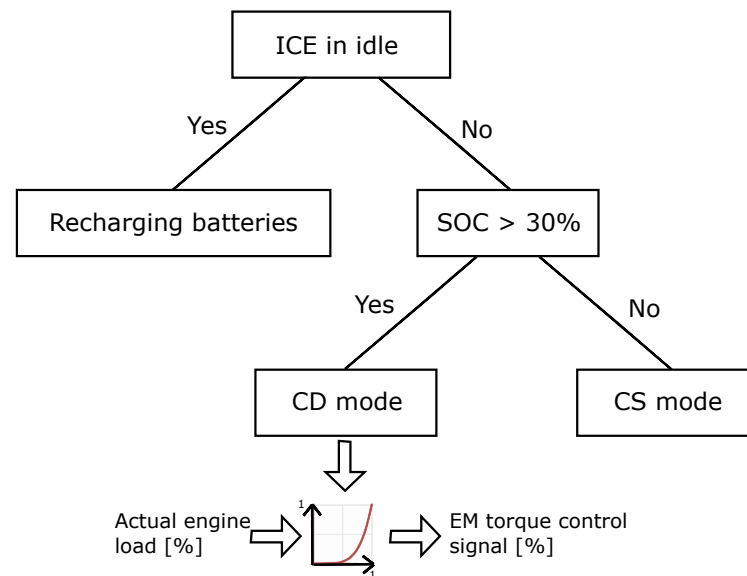 ICE in idle
Yes
No
Recharging batteries
SOC > 30%
Yes
No
CD mode
CS mode
1
Actual engine
load [%]
EM torque control
signal [%]
1